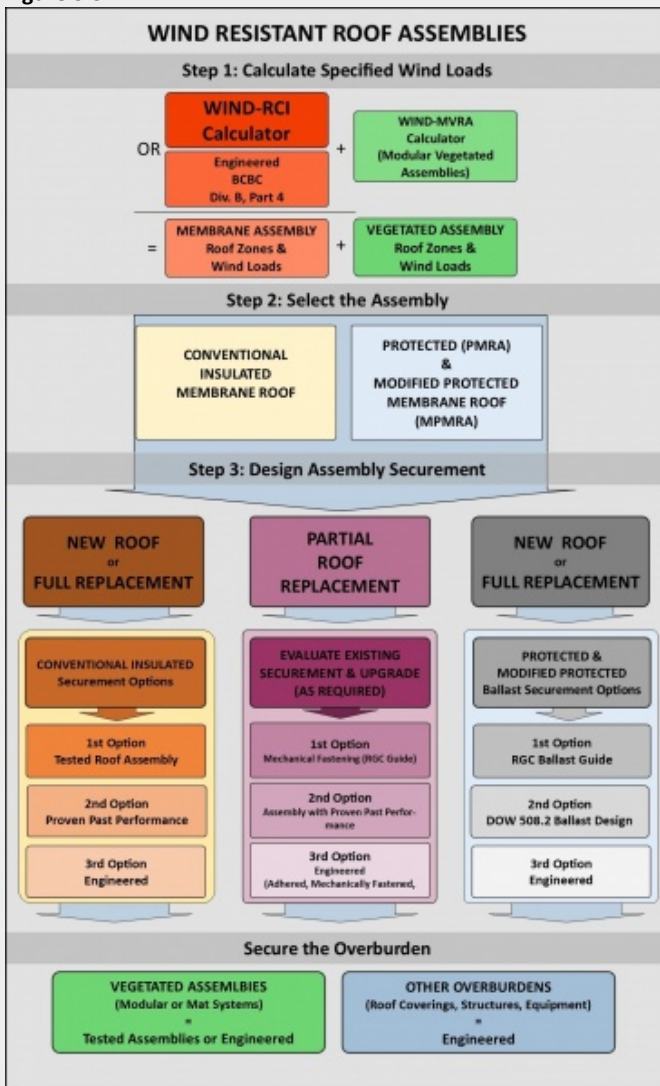 WIND RESISTANT ROOF ASSEMBLIES
Step 1: Calculate Specified Wind Loads
OR
WIND-RCI
Calculator
Engineered
BCBC
Div. B, Part 4
+
WIND-MVRA
Calculator
(Modular Vegetated
Assemblies)
=
MEMBRANE ASSEMBLY
Roof Zones &
Wind Loads
+
VEGETATED ASSEMBLY
Roof Zones &
Wind Loads
Step 2: Select the Assembly
CONVENTIONAL
INSULATED
MEMBRANE ROOF
PROTECTED (PMRA)
&
MODIFIED PROTECTED
MEMBRANE ROOF
(MPMRA)
Step 3: Design Assembly Securement
NEW ROOF
or
FULL REPLACEMENT
CONVENTIONAL INSULATED
Securement Options
1st Option
Tested Roof Assembly
2nd Option
Proven Past Performance
3rd Option
Engineered
PARTIAL
ROOF
REPLACEMENT
EVALUATE EXISTING
SECUREMENT & UPGRADE
(AS REQUIRED)
1st Option
Mechanical Fastening (RGC Guide)
2nd Option
Assembly with Proven Past Perfor-
mance
3rd Option
Engineered
(Adhered, Mechanically Fastened,
NEW ROOF
or
FULL REPLACEMENT
PROTECTED &
MODIFIED PROTECTED
Ballast Securement Options
1st Option
RGC Ballast Guide
2nd Option
DOW 508.2 Ballast Design
3rd Option
Engineered
Secure the Overburden
VEGETATED ASSEMLBIES
(Modular or Mat Systems)
=
Tested Assemblies or Engineered
OTHER OVERBURDENS
(Roof Coverings, Structures, Equipment)
=
Engineered